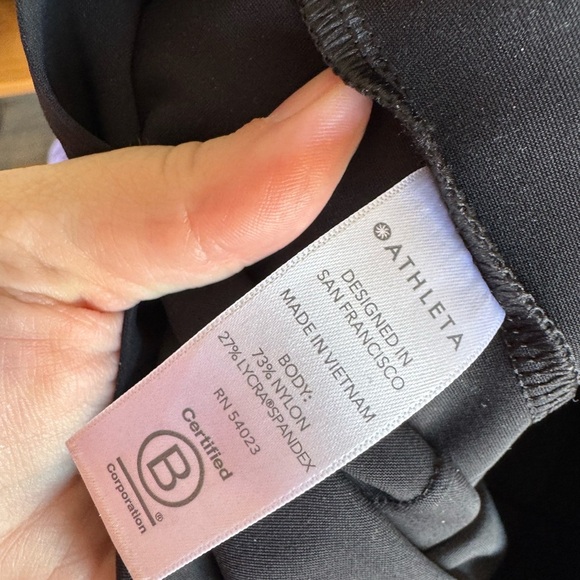 ATHLETA
DESIGNED IN
SAN FRANCISCO
MADE IN VIETNAM
BODY:
73% NYLON
27% LYCRA®SPANDEX
RN 54023
Certified
B
®
Corporation